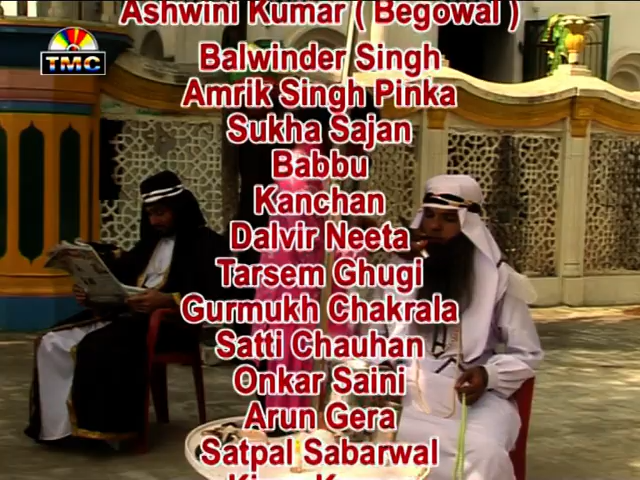 Ashwini Kumar ( Begowal )
TMC
Balwinder Singh
Amrik Singh Pinka
Sukha Sajan
Babbu
Kanchan
Dalvir Neeta
Tarsem Ghugi
Gurmukh Chakrala
Satti Chauhan
Onkar Saini
Arun Gera
Satpal Sabarwal